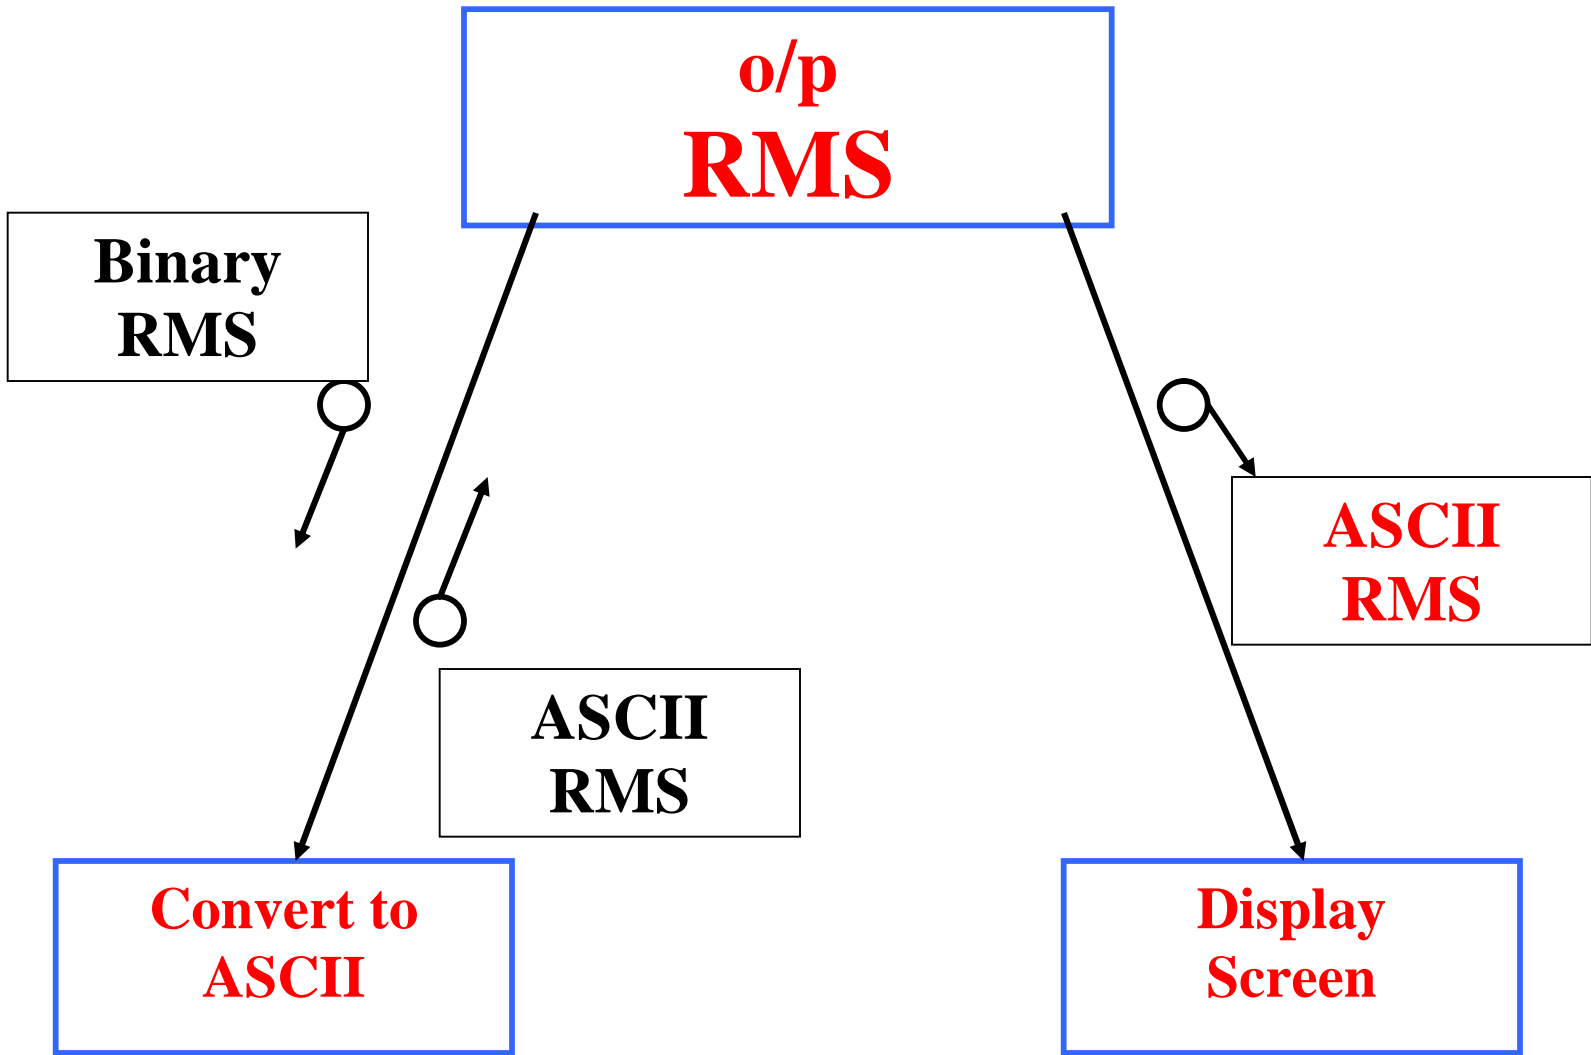 o/p
RMS
Binary
RMS
ASCII
RMS
ASCII
RMS
Convert to
ASCII
Display
Screen